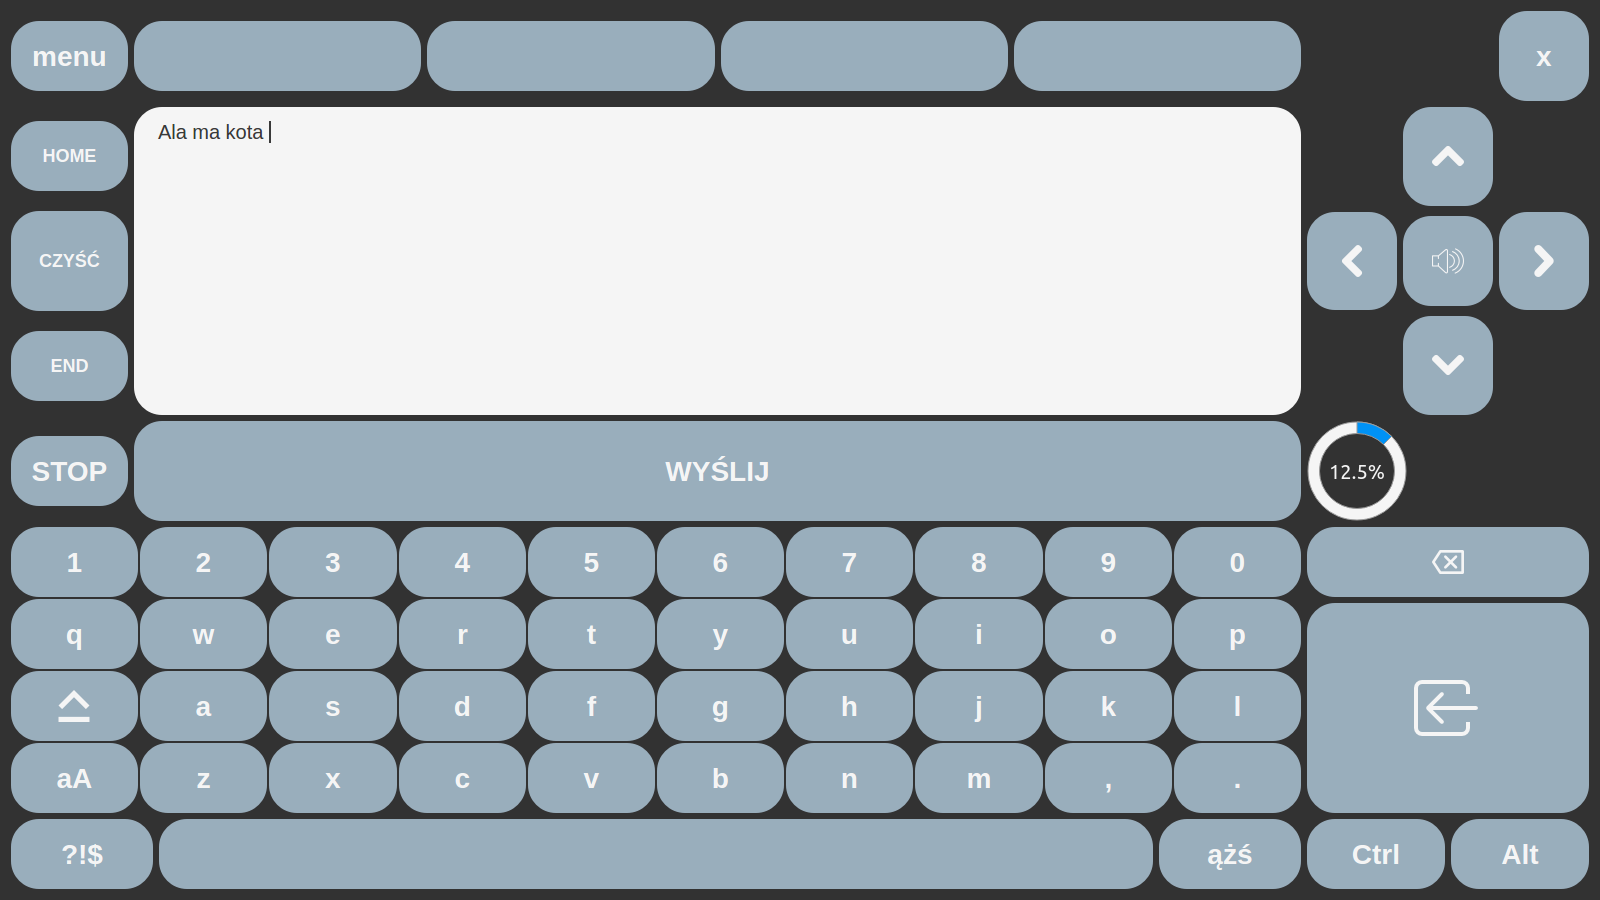 menu
x
HOME
Ala ma kota
CZYŚĆ
END
STOP
WYŚLIJ
12.5%
1 2 3 4 5 6 7 8 9 0
q w e r t y u i o p
a s d f g h j k l
aA z x c v b n m , .
?!$ ążś Ctrl Alt